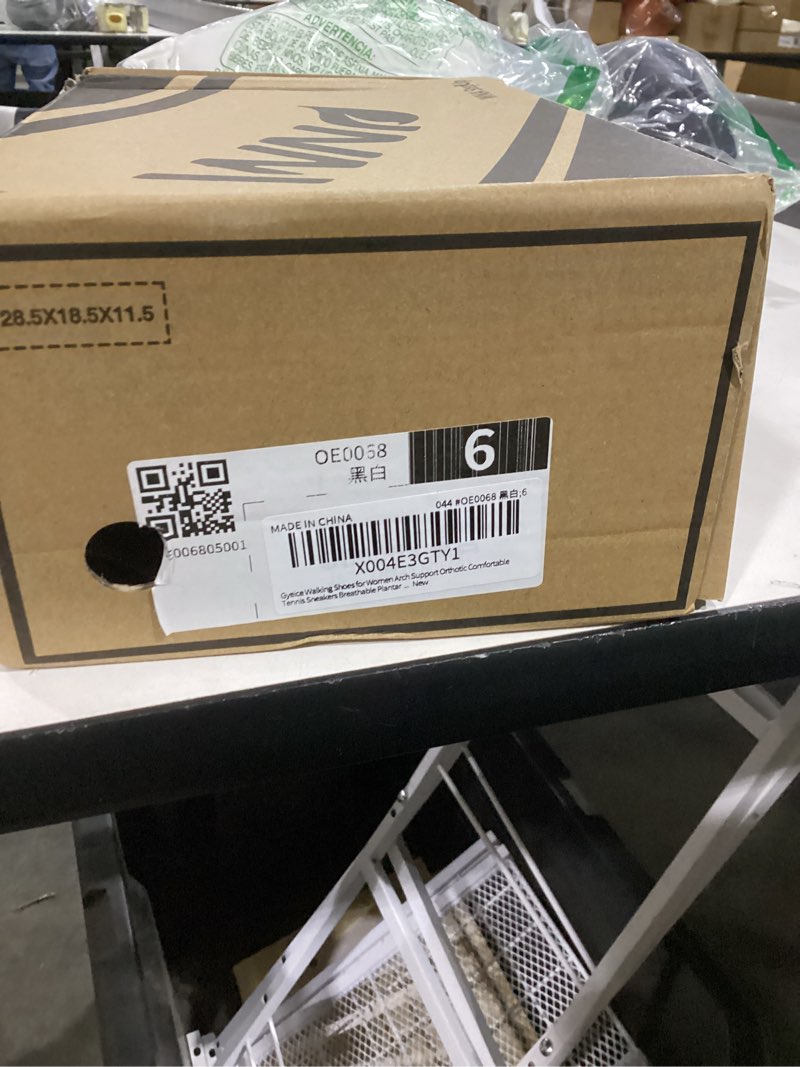 ADVERTENCIA:
28.5X18.5X11.5
OE0068
黑白
6
E006805001
MADE IN CHINA
044 #OE0068 黑白;6
X004E3GTY1
Gyeice Walking Shoes for Women Arch Support Orthotic Comfortable
Tennis Sneakers Breathable Plantar ... New